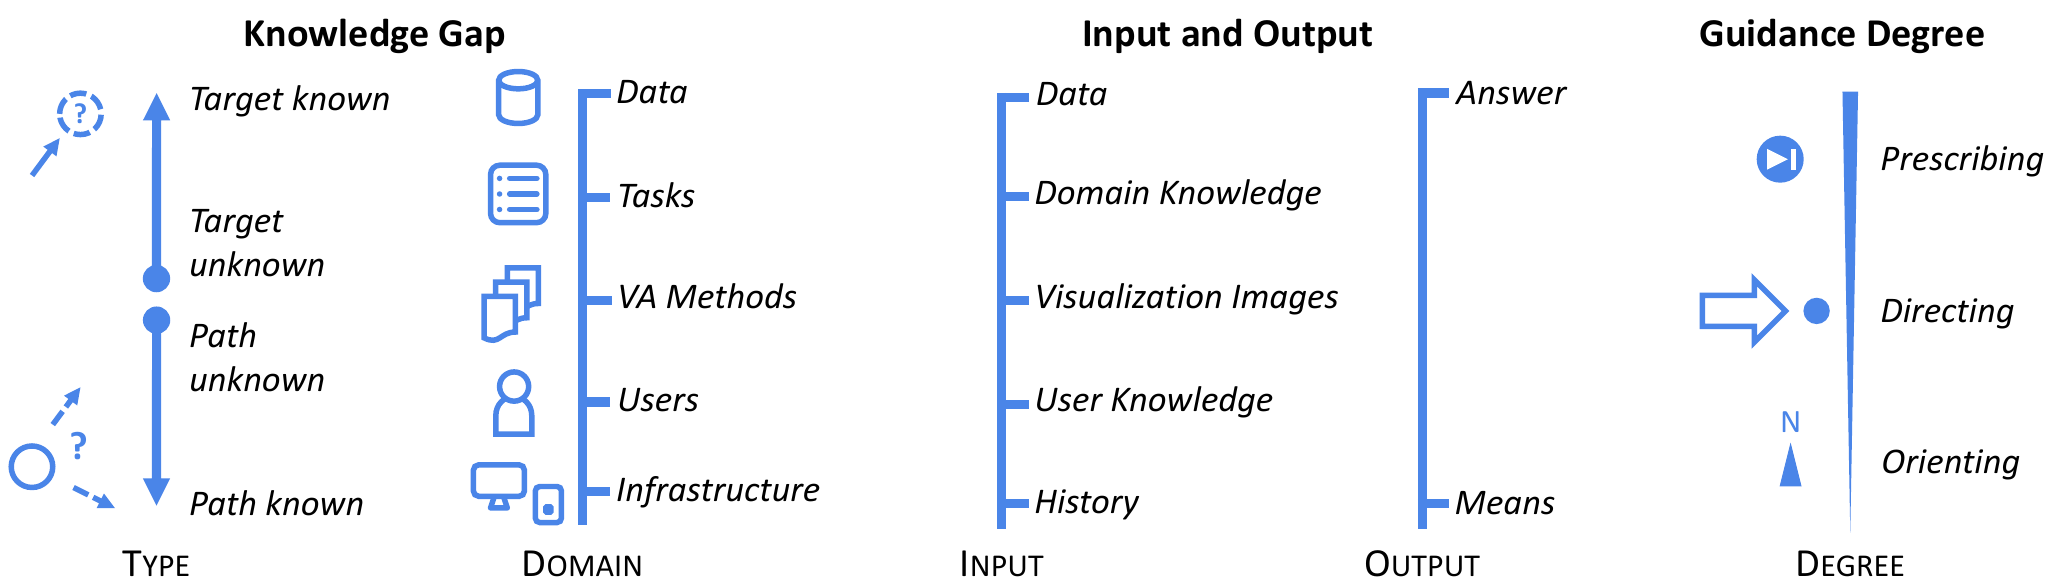 Knowledge Gap
?
Target known
Target
unknown
Path
unknown
?
Path known
TYPE
Data
Tasks
VA Methods
Users
Infrastructure
DOMAIN
Input and Output
Data
Domain Knowledge
Visualization Images
User Knowledge
History
INPUT
Answer
Means
OUTPUT
Guidance Degree
Prescribing
Directing
N
Orienting
DEGREE